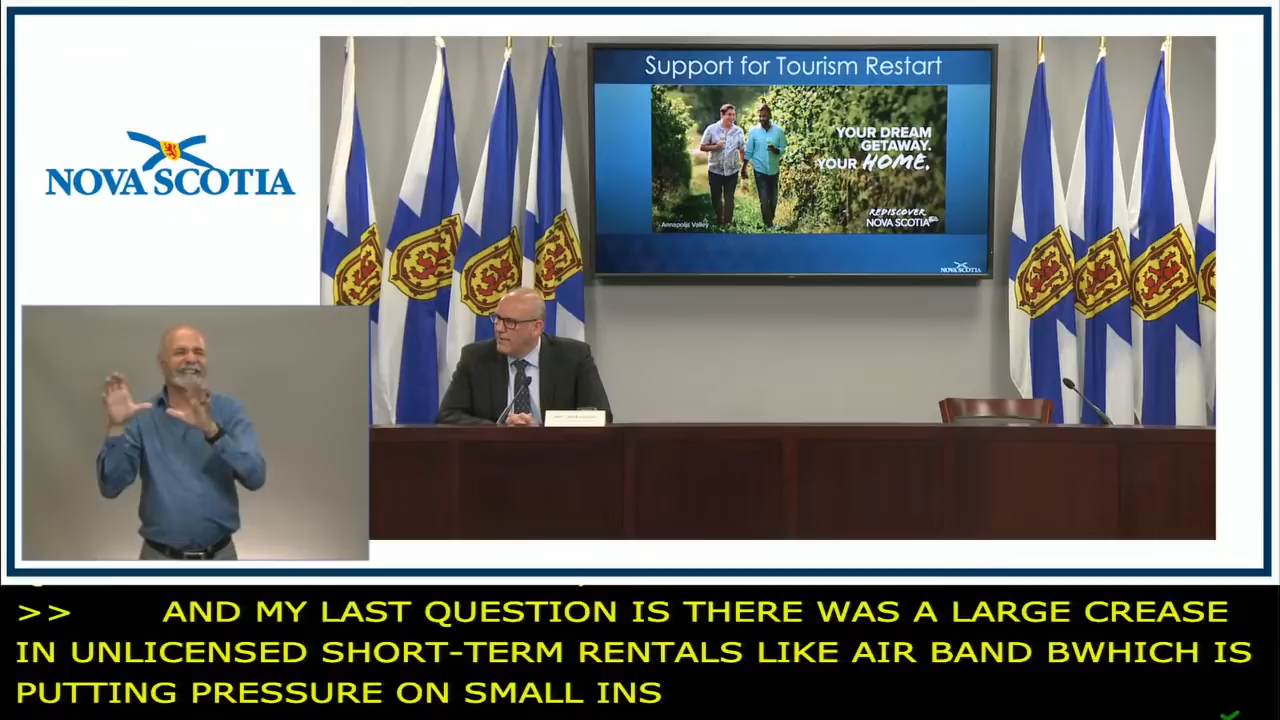 NOVA SCOTIA
Support for Tourism Restart
YOUR DREAM
GETAWAY.
YOUR HOME.
REDISCOVER
NOVA SCOTIA
Annapolis Valley
NOVA SCOTIA
>> AND MY LAST QUESTION IS THERE WAS A LARGE CREASE
IN UNLICENSED SHORT-TERM RENTALS LIKE AIR BAND BWHICH IS
PUTTING PRESSURE ON SMALL INS